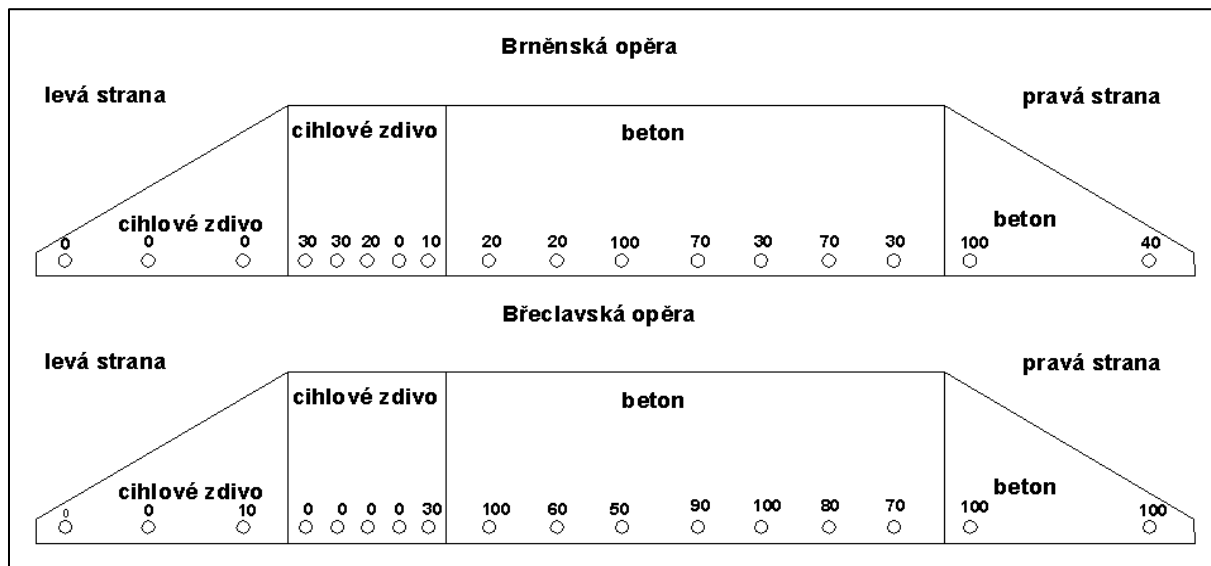 Brněnská opěra
levá strana
pravá strana
cihlové zdivo
beton
cihlové zdivo
beton
0 0 0 30 30 20 0 10 20 20 100 70 30 70 30 100 40
Břeclavská opěra
levá strana
pravá strana
cihlové zdivo
beton
cihlové zdivo
beton
0 0 10 0 0 0 0 30 100 60 50 90 100 80 70 100 100